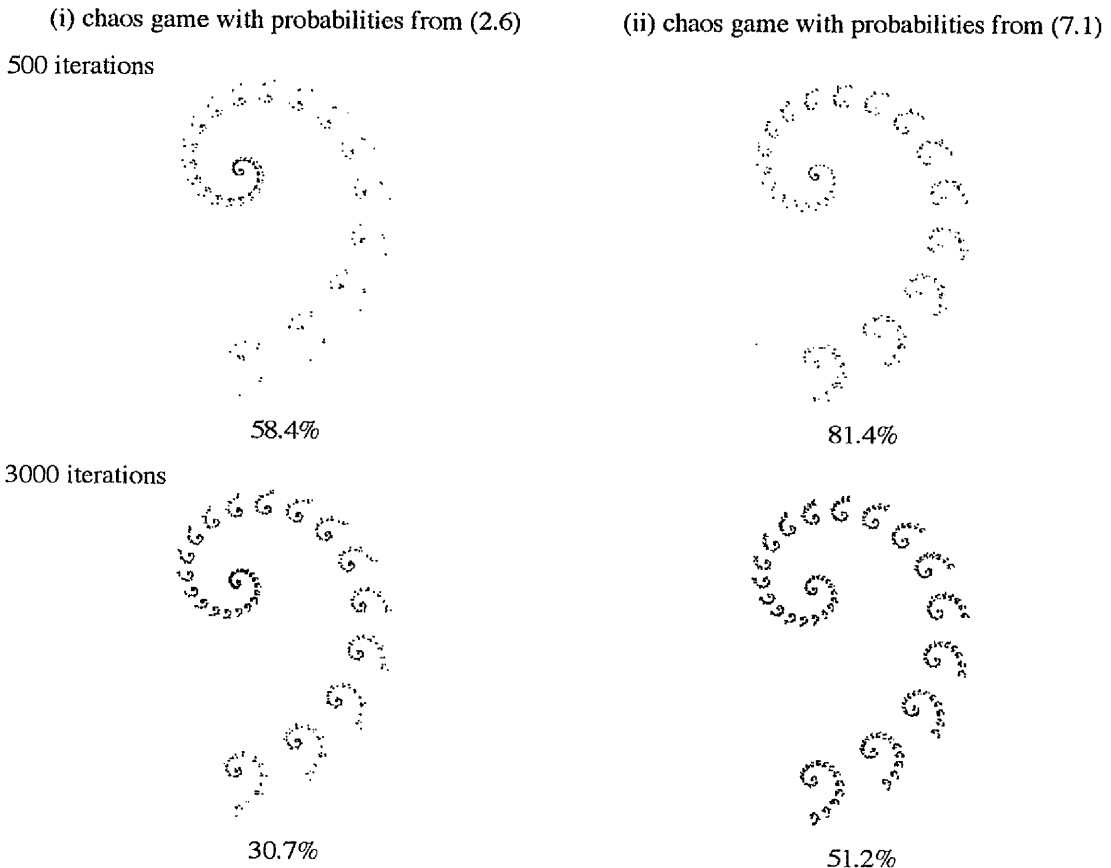 (i) chaos game with probabilities from (2.6)
(ii) chaos game with probabilities from (7.1)
500 iterations
58.4%
81.4%
3000 iterations
30.7%
51.2%